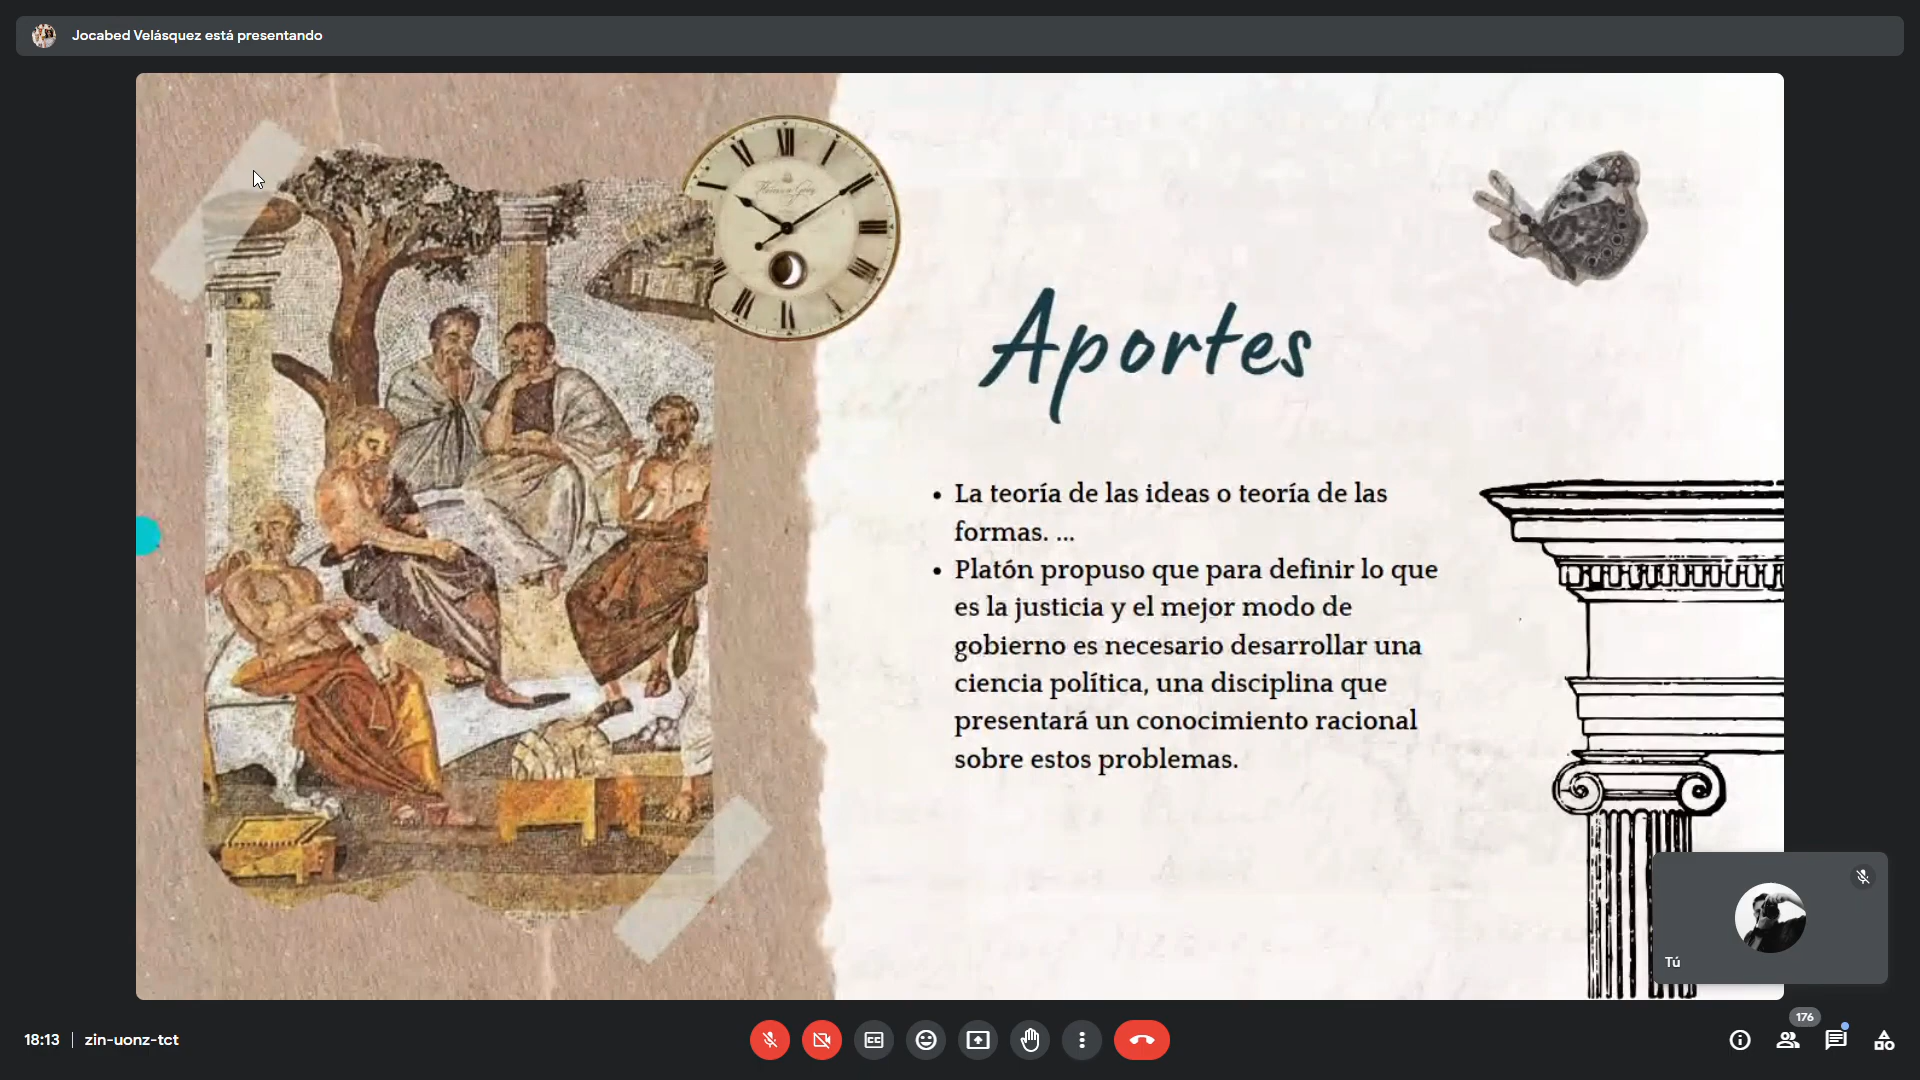 Jocabed Velásquez está presentando
Aportes
• La teoría de las ideas o teoría de las
formas. ...
• Platón propuso que para definir lo que
es la justicia y el mejor modo de
gobierno es necesario desarrollar una
ciencia política, una disciplina que
presentará un conocimiento racional
sobre estos problemas.
Tú
176
18:13 | zin-uonz-tct